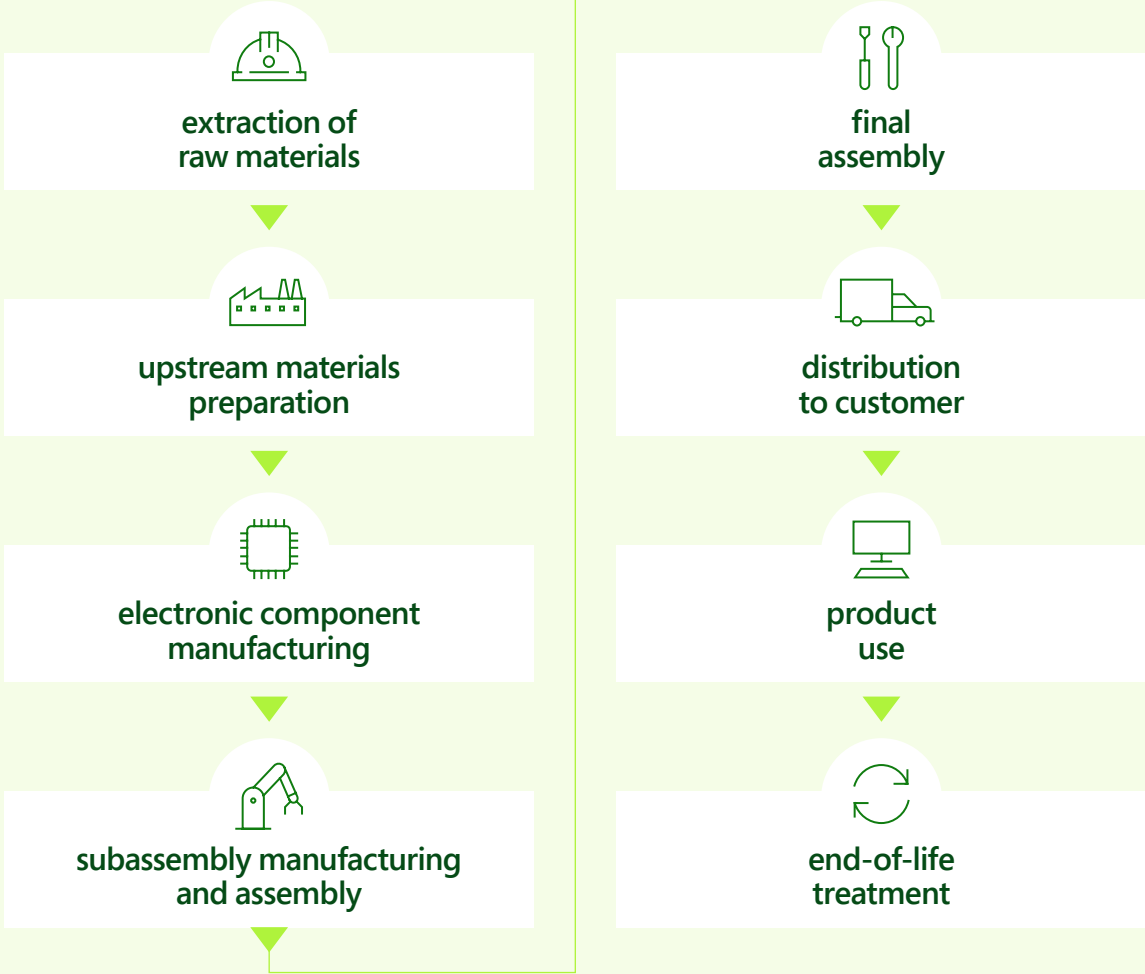 extraction of
raw materials
upstream materials
preparation
electronic component
manufacturing
subassembly manufacturing
and assembly
final
assembly
distribution
to customer
product
use
end-of-life
treatment